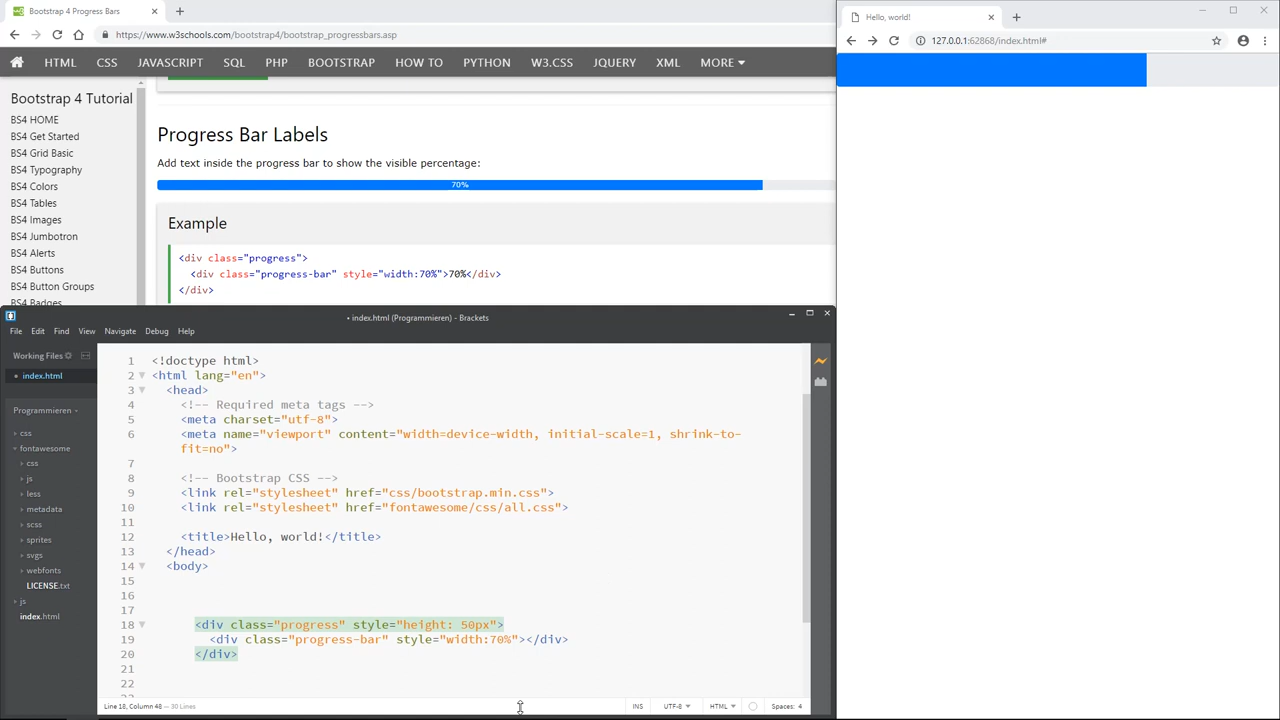 Bootstrap 4 Progress Bars
https://www.w3schools.com/bootstrap4/bootstrap_progressbars.asp
HTML CSS JAVASCRIPT SQL PHP BOOTSTRAP HOW TO PYTHON W3.CSS JQUERY XML MORE
Bootstrap 4 Tutorial
BS4 HOME
BS4 Get Started
BS4 Grid Basic
BS4 Typography
BS4 Colors
BS4 Tables
BS4 Images
BS4 Jumbotron
BS4 Alerts
BS4 Buttons
BS4 Button Groups
BS4 Badges
Progress Bar Labels
Add text inside the progress bar to show the visible percentage:
70%
Example
<div class="progress">
<div class="progress-bar" style="width:70%">70%</div>
</div>
Hello, world!
127.0.0.1:62868/index.html#
• index.html (Programmieren) - Brackets
File Edit Find View Navigate Debug Help
Working Files
• index.html
Programmieren
css
fontawesome
css
js
less
metadata
scss
sprites
svgs
webfonts
LICENSE.txt
js
index.html
1 <!doctype html>
2 <html lang="en">
3 <head>
4 <!-- Required meta tags -->
5 <meta charset="utf-8">
6 <meta name="viewport" content="width=device-width, initial-scale=1, shrink-to-
fit=no">
7
8 <!-- Bootstrap CSS -->
9 <link rel="stylesheet" href="css/bootstrap.min.css">
10 <link rel="stylesheet" href="fontawesome/css/all.css">
11
12 <title>Hello, world!</title>
13 </head>
14 <body>
15
16
17
18 <div class="progress" style="height: 50px">
19 <div class="progress-bar" style="width:70%"></div>
20 </div>
21
22
Line 18, Column 48 — 30 Lines
INS UTF-8 HTML Spaces: 4